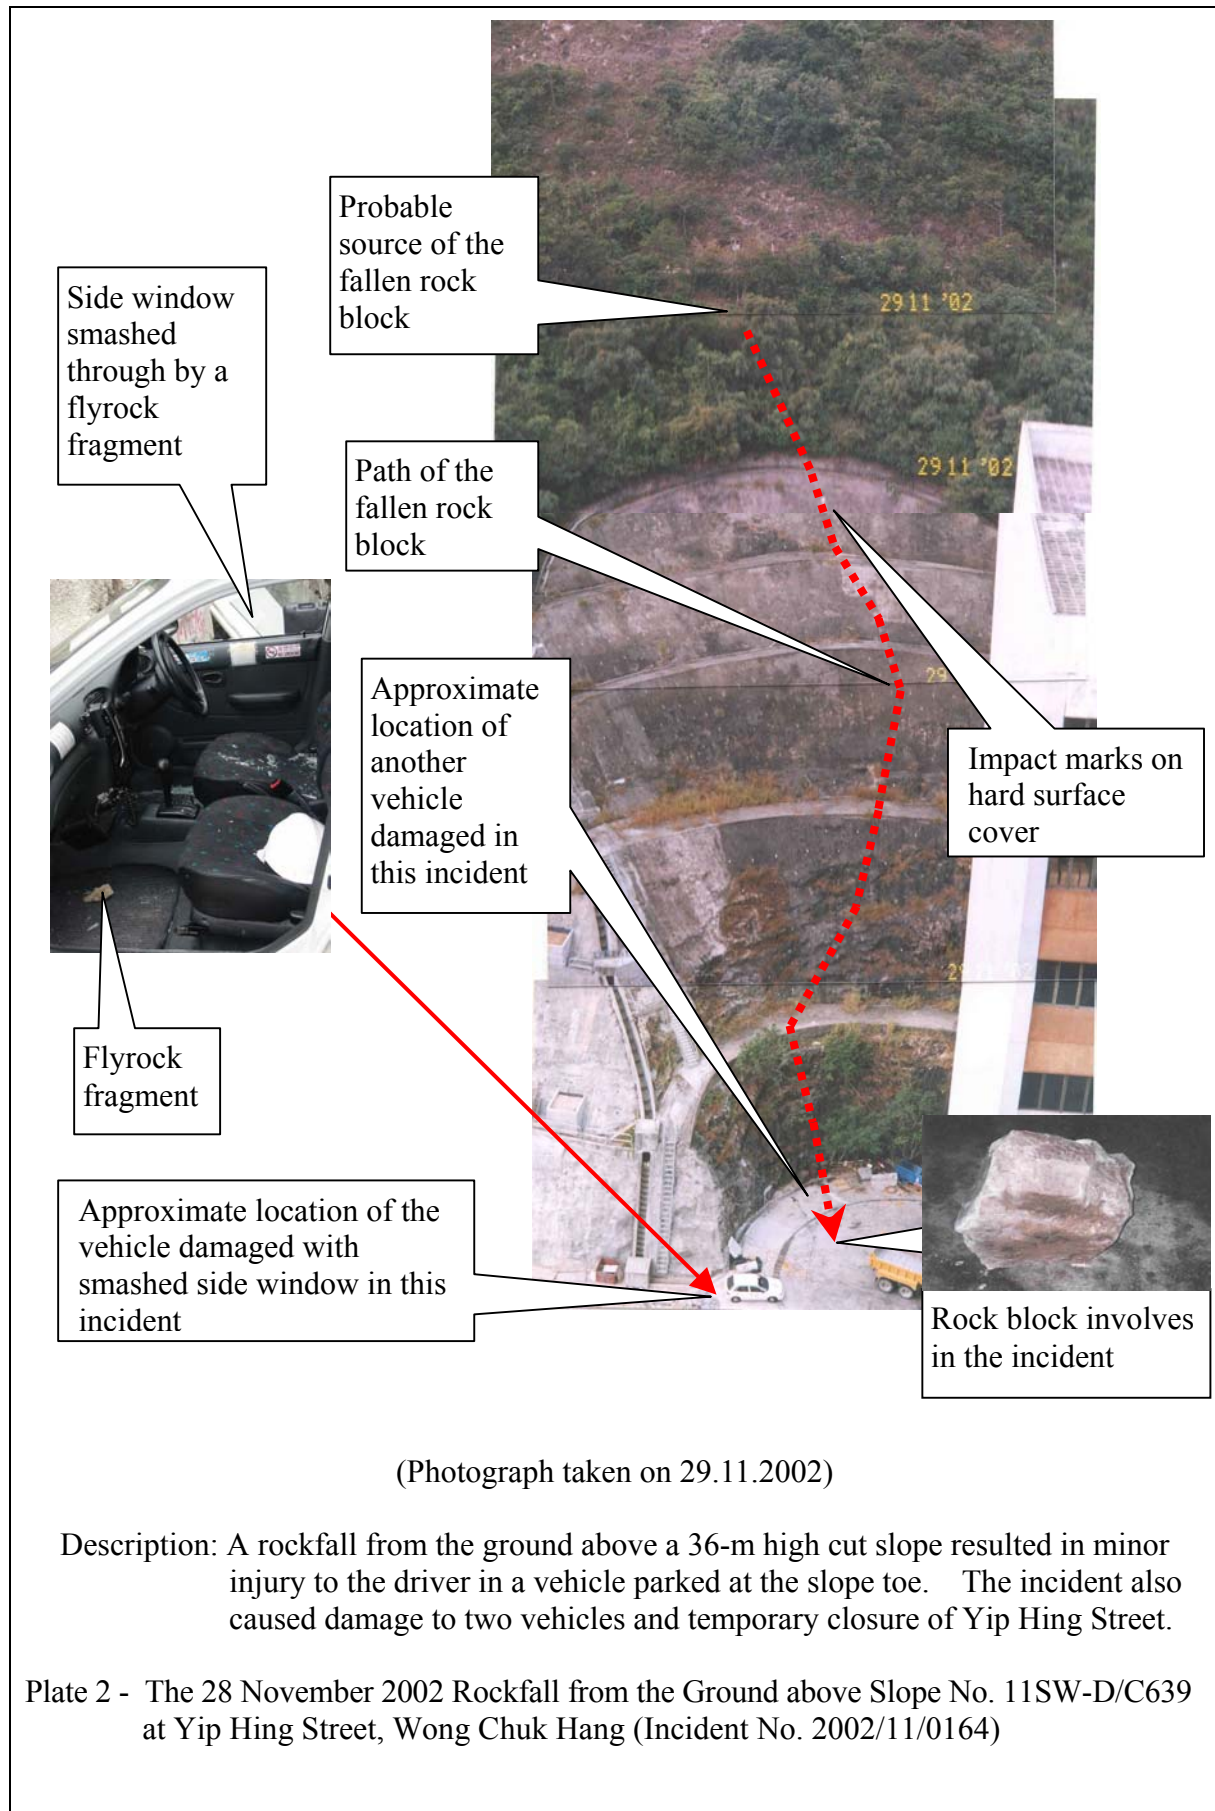 Probable
source of the
fallen rock
block
29 11 '02
Side window
smashed
through by a
flyrock
fragment
29 11 '02
Path of the
fallen rock
block
Approximate
location of
another
vehicle
damaged in
this incident
29
Impact marks on
hard surface
cover
Flyrock
fragment
Approximate location of the
vehicle damaged with
smashed side window in this
incident
Rock block involves
in the incident
(Photograph taken on 29.11.2002)
Description: A rockfall from the ground above a 36-m high cut slope resulted in minor
injury to the driver in a vehicle parked at the slope toe. The incident also
caused damage to two vehicles and temporary closure of Yip Hing Street.
Plate 2 - The 28 November 2002 Rockfall from the Ground above Slope No. 11SW-D/C639
at Yip Hing Street, Wong Chuk Hang (Incident No. 2002/11/0164)